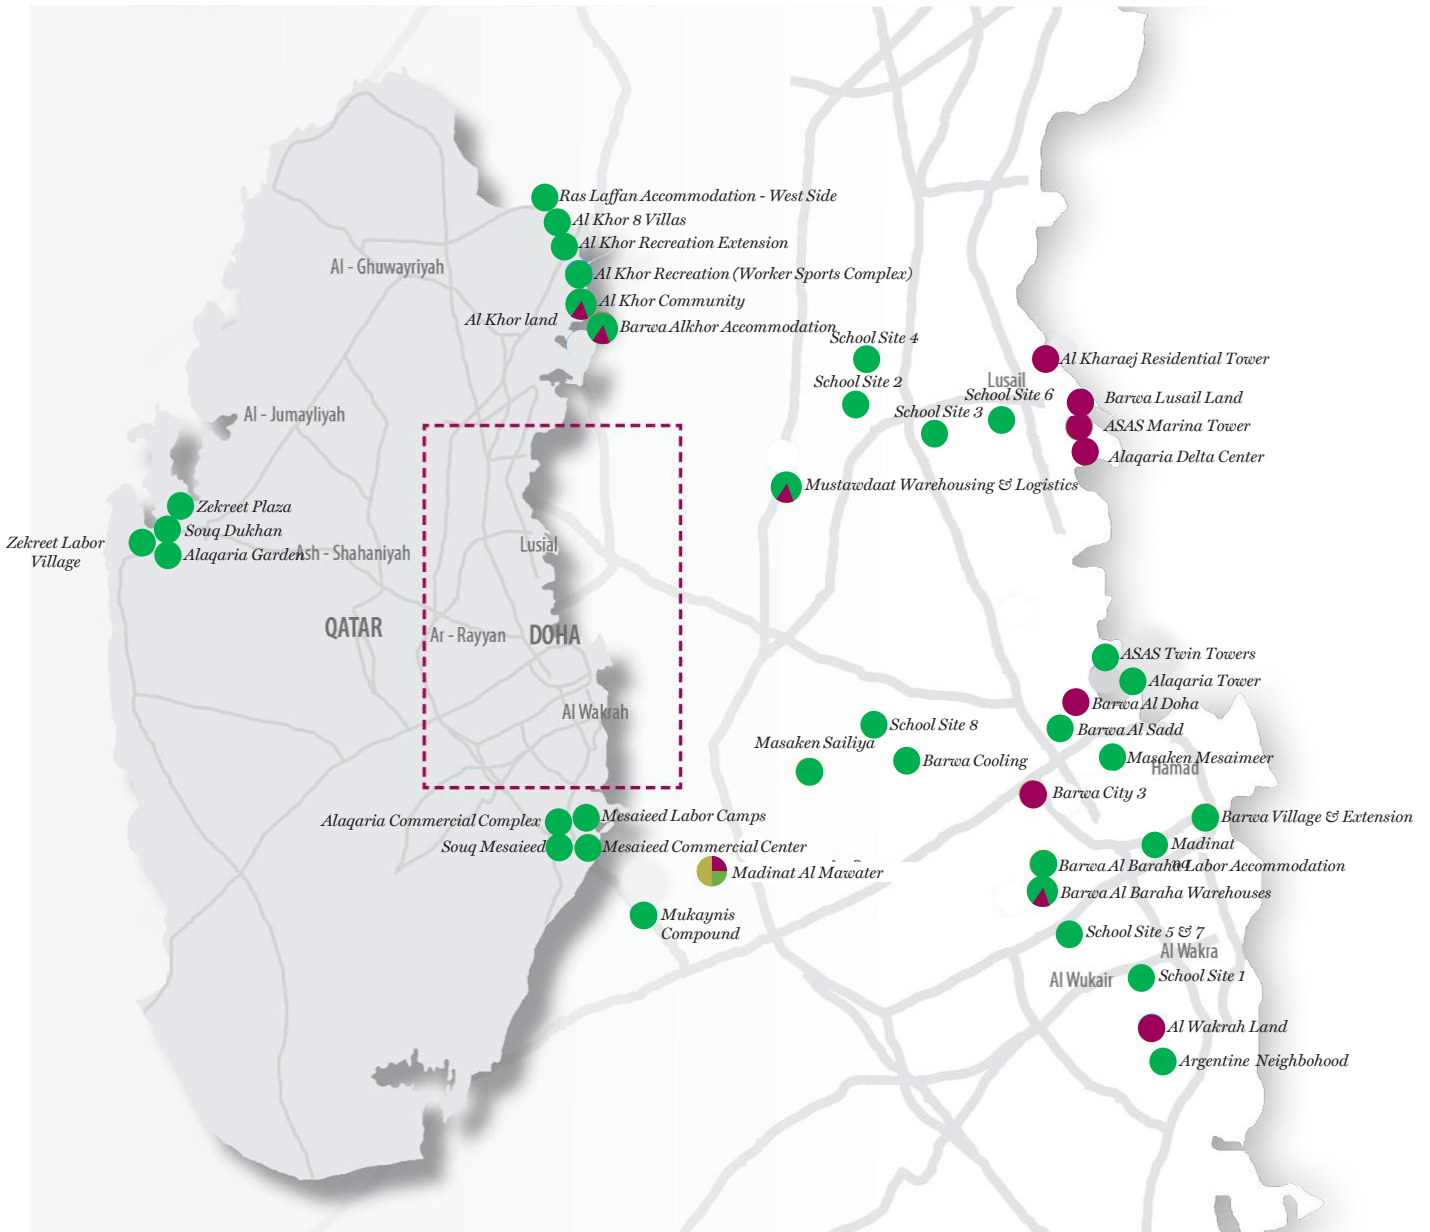 Ras Laffan Accommodation - West Side
Al Khor 8 Villas
Al Khor Recreation Extension
Al - Ghuwayriyah
Al Khor Recreation (Worker Sports Complex)
Al Khor Community
Al Khor land
Barwa Alkhor Accommodation
School Site 4
Al Kharaej Residential Tower
School Site 2
Lusail
School Site 6
Barwa Lusail Land
School Site 3
Al - Jumayliyah
ASAS Marina Tower
Alaqaria Delta Center
Mustawdaat Warehousing & Logistics
Zekreet Plaza
Souq Dukhan
Zekreet Labor
Village
Alaqaria Garden
Ash - Shahaniyah
Lusial
QATAR
Ar - Rayyan
DOHA
ASAS Twin Towers
Alaqaria Tower
Barwa Al Doha
Al Wakrah
School Site 8
Barwa Al Sadd
Masaken Sailiya
Barwa Cooling
Masaken Mesaimeer
Hamad
Barwa City 3
Alaqaria Commercial Complex
Mesaieed Labor Camps
Barwa Village & Extension
Souq Mesaieed
Mesaieed Commercial Center
Madinat
Barwa Al Baraha Labor Accommodation
Madinat Al Mawater
Barwa Al Baraha Warehouses
Mukaynis
Compound
School Site 5 & 7
Al Wakra
Al Wukair
School Site 1
Al Wakrah Land
Argentine Neighbohood